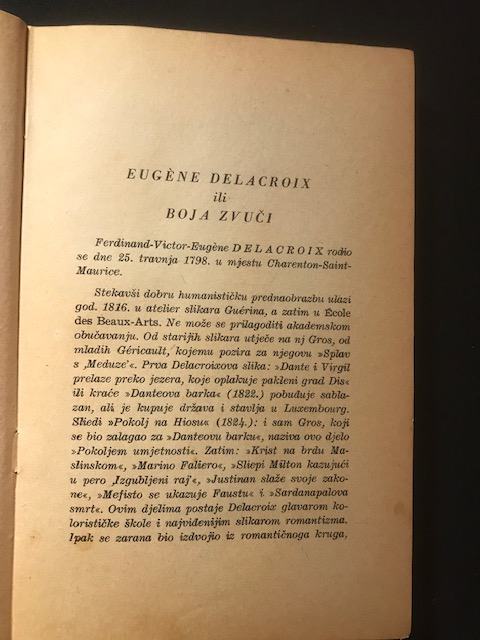 EUGÈNE DELACROIX
ili
BOJA ZVUČI
Ferdinand-Victor-Eugène DELACROIX rodio
se dne 25. travnja 1798. u mjestu Charenton-Saint-
Maurice.
Stekavši dobru humanističku prednaobrazbu ulazi
god. 1816. u atelier slikara Guérina, a zatim u École
des Beaux-Arts. Ne može se prilagoditi akademskom
obučavanju. Od starijih slikara utječe na nj Gros, od
mladih Géricault, kojemu pozira za njegovu »Splav
s ‚Meduze‘«. Prva Delacroixova slika: »Dante i Virgil
prelaze preko jezera, koje oplakuje pakleni grad Dis«
ili kraće »Danteova barka« (1822.) pobuđuje sabla-
zan, ali je kupuje država i stavlja u Luxembourg.
Sliedi »Pokolj na Hiosu« (1824.): i sam Gros, koji
se bio zalagao za »Danteovu barku«, naziva ovo djelo
»Pokoljem umjetnosti«. Zatim: »Krist na brdu Ma-
slinskom«, »Marino Faliero«, »Sliepi Milton kazujući
u pero ‚Izgubljeni raj‘«, »Justinan slaže svoje zako-
ne«, »Mefisto se ukazuje Faustu« i »Sardanapalova
smrt«. Ovim djelima postaje Delacroix glavarom ko-
lorističke škole i najviđenijim slikarom romantizma.
Ipak se zarana bio izdvojio iz romantičnoga kruga,